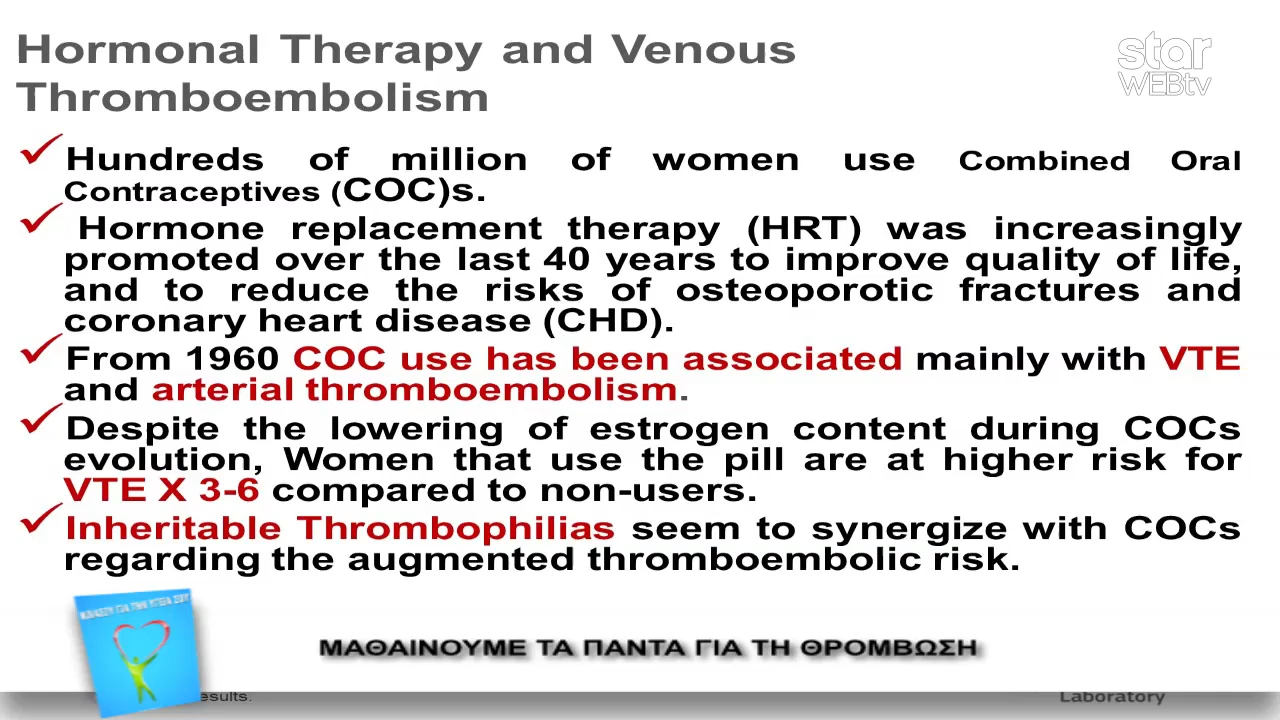 Hormonal Therapy and Venous
Thromboembolism
star
WEBtv
Hundreds of million of women use Combined Oral
Contraceptives (COC)s.
Hormone replacement therapy (HRT) was increasingly
promoted over the last 40 years to improve quality of life,
and to reduce the risks of osteoporotic fractures and
coronary heart disease (CHD).
From 1960 COC use has been associated mainly with VTE
and arterial thromboembolism.
Despite the lowering of estrogen content during COCs
evolution, Women that use the pill are at higher risk for
VTE X 3-6 compared to non-users.
Inheritable Thrombophilias seem to synergize with COCs
regarding the augmented thromboembolic risk.
ΓΙΑ ΤΗΝ ΥΓΕΙΑ ΣΟΥ
ΜΑΘΑΙΝΟΥΜΕ ΤΑ ΠΑΝΤΑ ΓΙΑ ΤΗ ΘΡΟΜΒΩΣΗ
esults.
Laboratory